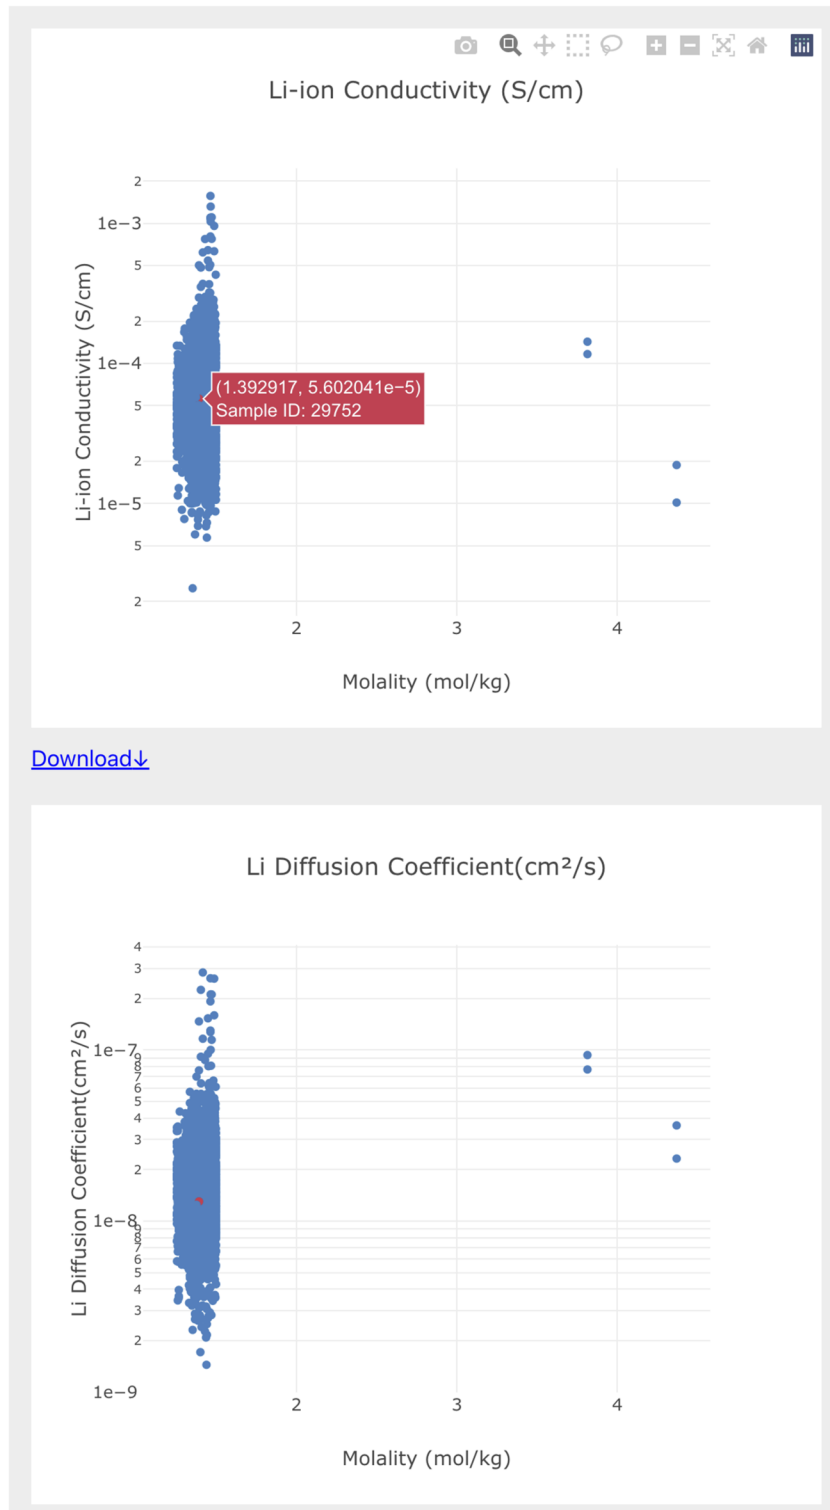 Li-ion Conductivity (S/cm)
2
1e−3
5
2
1e−4
5
2
1e−5
5
2
Li-ion Conductivity (S/cm)
(1.392917, 5.602041e−5)
Sample ID: 29752
2
3
4
Molality (mol/kg)
Download↓
Li Diffusion Coefficient(cm²/s)
4
3
2
1e−7
9
8
7
6
5
4
3
2
1e−8
9
8
7
6
5
4
3
2
1e−9
Li Diffusion Coefficient(cm²/s)
2
3
4
Molality (mol/kg)